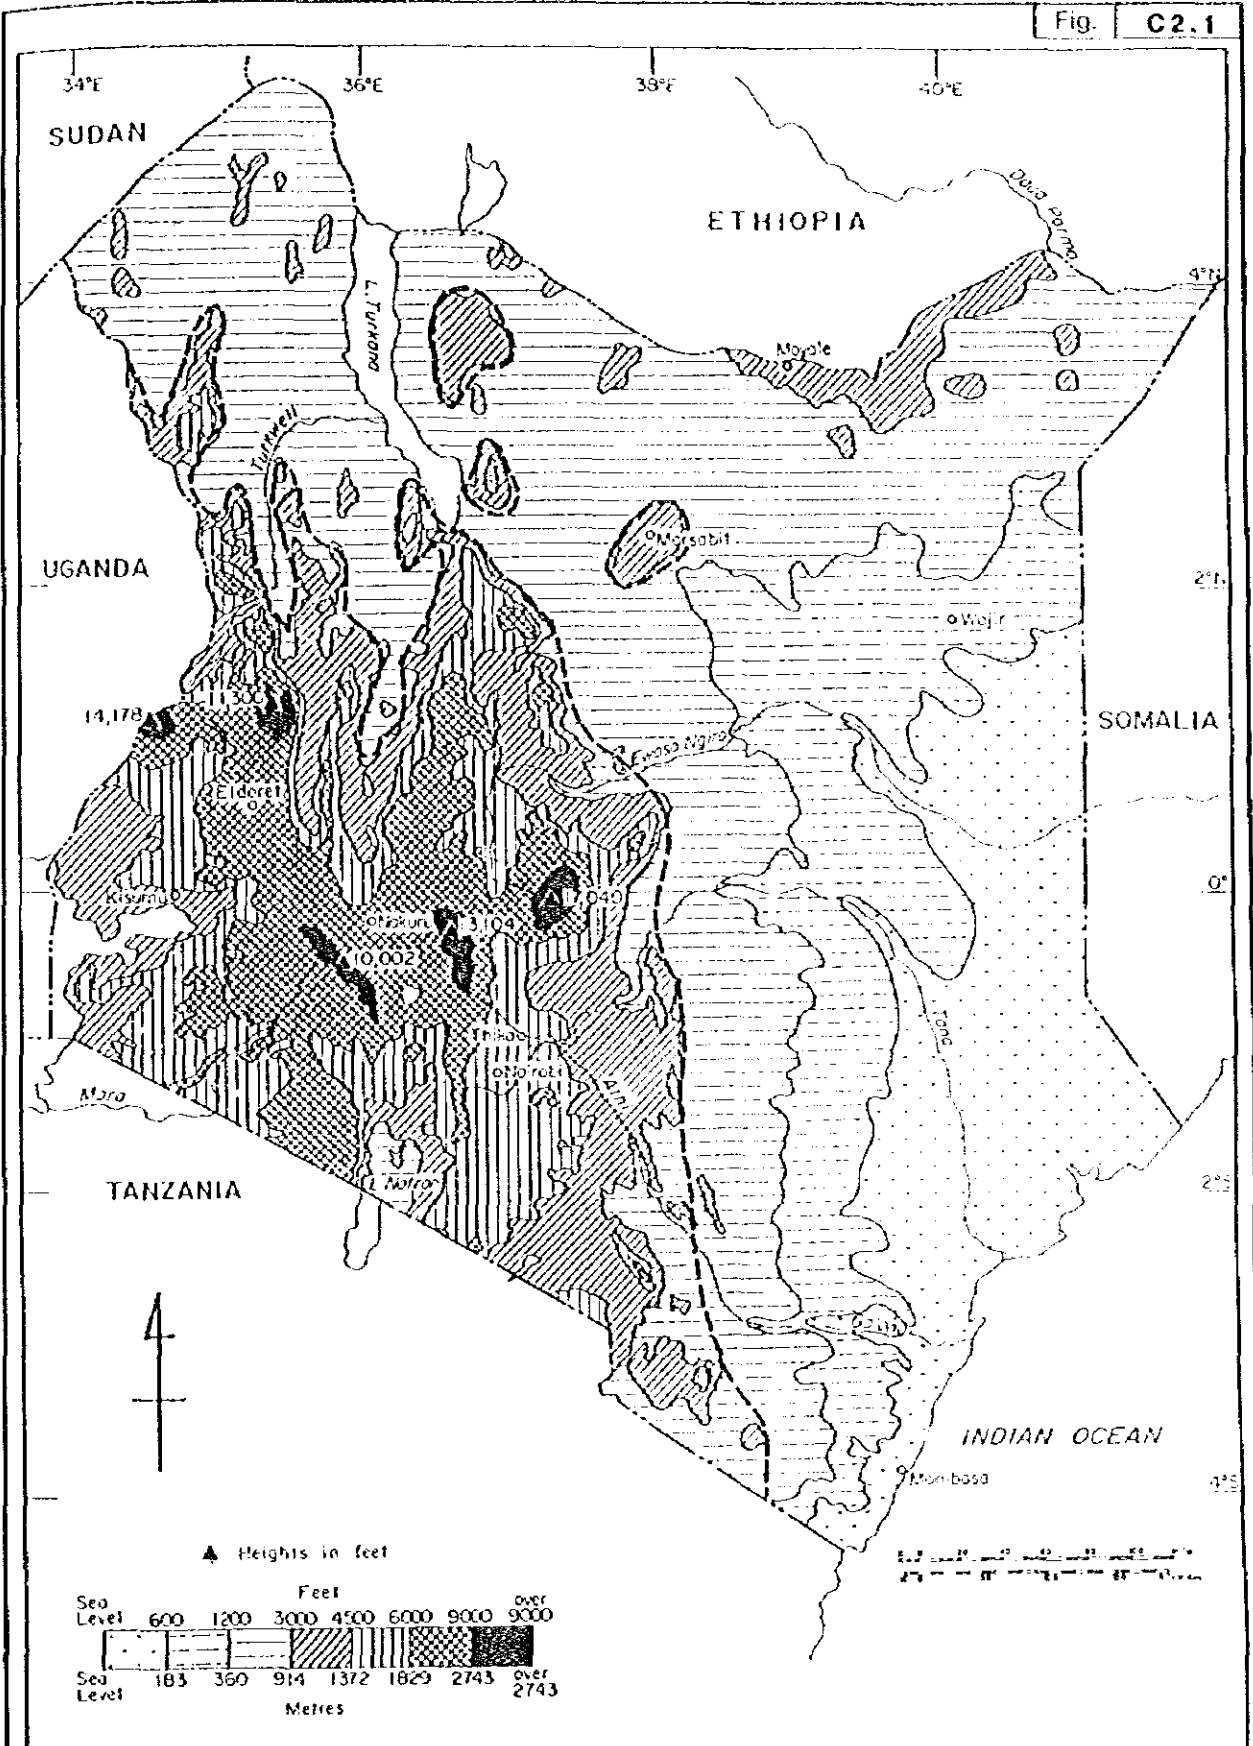 Fig. C2.1
34°E 36°E 38°E 40°E
SUDAN
ETHIOPIA
Daua Parma
4°N
L. Turkana
Moyale
Turkwell
Marsabit
UGANDA
2°N
Wajir
11,300
14,178
SOMALIA
Ewaso Ngiro
Eldoret
0°
Kisumu
Nakuru
13,104
10,002
Thika
Nairobi
Tana
Athi
Mara
TANZANIA
L. Natron
2°S
INDIAN OCEAN
Mombasa
4°S
▲ Heights in feet
Feet
Sea Level 600 1200 3000 4500 6000 9000 over 9000
Sea Level 183 360 914 1372 1829 2743 over 2743
Metres